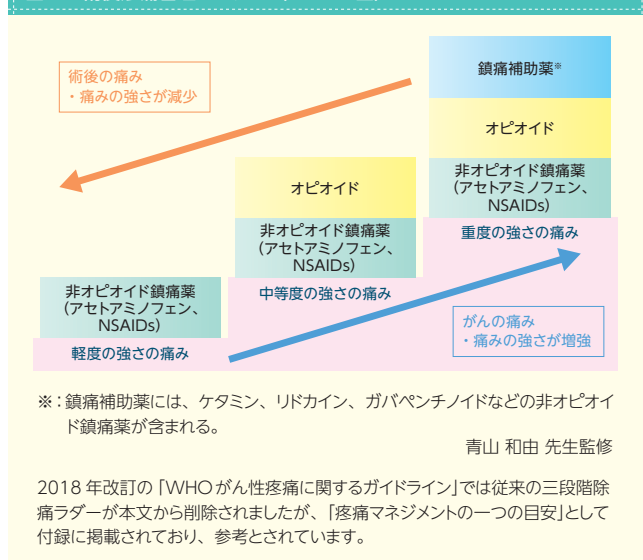 術後の痛み
・痛みの強さが減少
鎮痛補助薬※
オピオイド
非オピオイド鎮痛薬
(アセトアミノフェン、
NSAIDs)
重度の強さの痛み
オピオイド
非オピオイド鎮痛薬
(アセトアミノフェン、
NSAIDs)
中等度の強さの痛み
非オピオイド鎮痛薬
(アセトアミノフェン、
NSAIDs)
軽度の強さの痛み
がんの痛み
・痛みの強さが増強
※:鎮痛補助薬には、ケタミン、リドカイン、ガバペンチノイドなどの非オピオイ
ド鎮痛薬が含まれる。
青山 和由 先生監修
2018 年改訂の「WHOがん性疼痛に関するガイドライン」では従来の三段階除
痛ラダーが本文から削除されましたが、「疼痛マネジメントの一つの目安」として
付録に掲載されており、参考とされています。